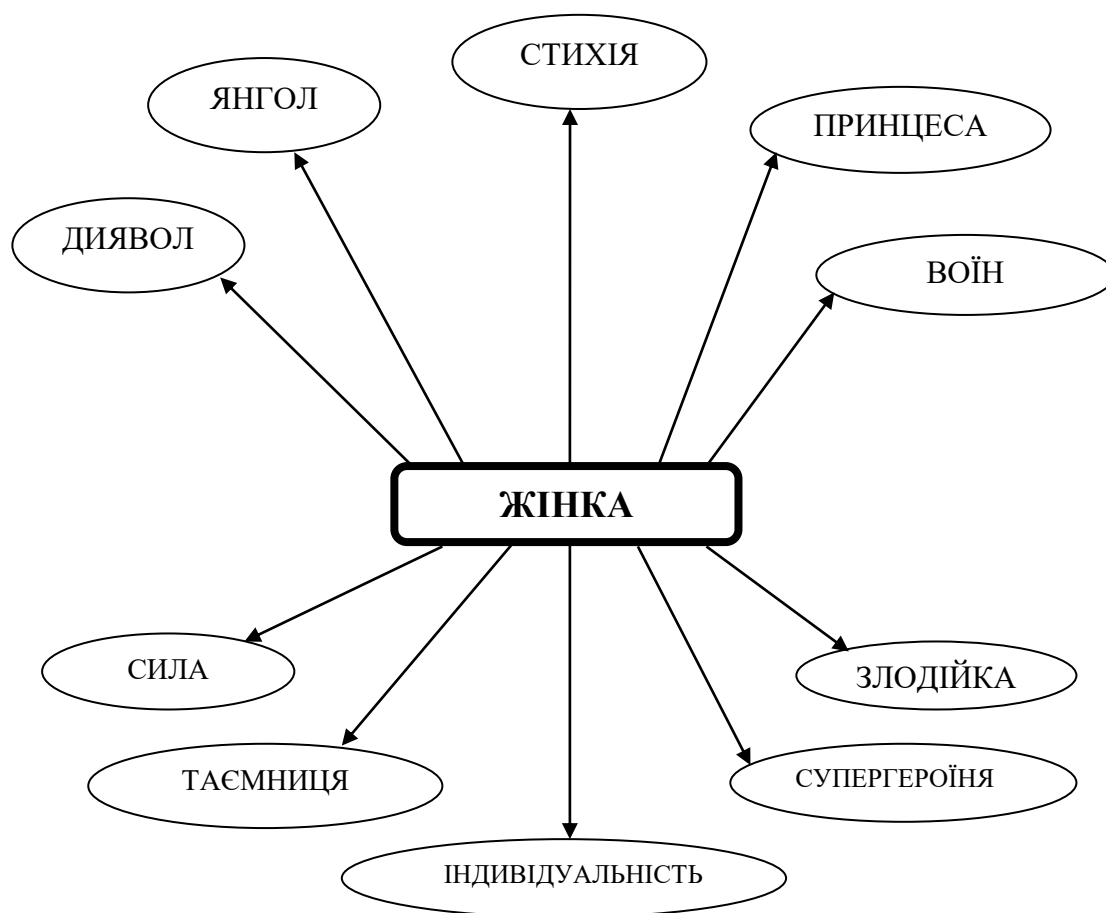 СТИХІЯ
ЯНГОЛ
ПРИНЦЕСА
ДИЯВОЛ
ВОЇН
ЖІНКА
СИЛА
ЗЛОДІЙКА
ТАЄМНИЦЯ
СУПЕРГЕРОЇНЯ
ІНДИВІДУАЛЬНІСТЬ